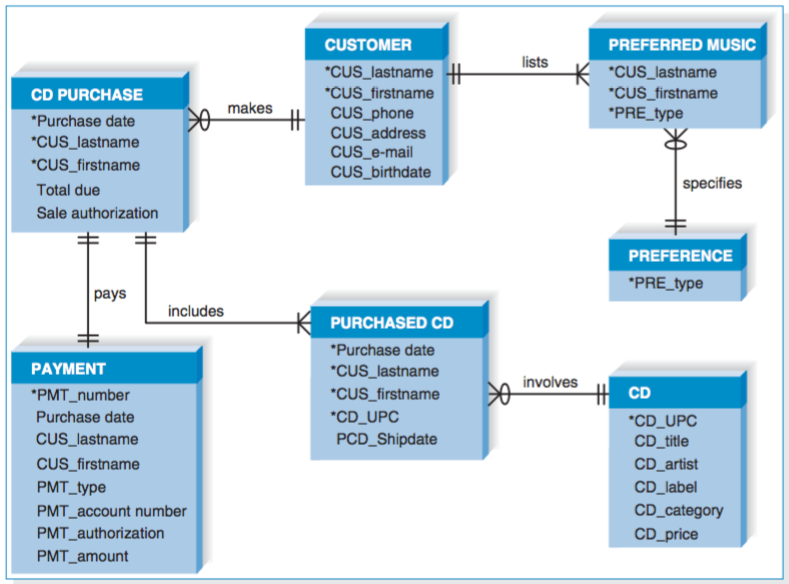 CUSTOMER
*CUS_lastname
*CUS_firstname
CUS_phone
CUS_address
CUS_e-mail
CUS_birthdate
lists
PREFERRED MUSIC
*CUS_lastname
*CUS_firstname
*PRE_type
CD PURCHASE
*Purchase date
*CUS_lastname
*CUS_firstname
Total due
Sale authorization
makes
specifies
PREFERENCE
*PRE_type
pays
includes
PURCHASED CD
*Purchase date
*CUS_lastname
*CUS_firstname
*CD_UPC
PCD_Shipdate
involves
PAYMENT
*PMT_number
Purchase date
CUS_lastname
CUS_firstname
PMT_type
PMT_account number
PMT_authorization
PMT_amount
CD
*CD_UPC
CD_title
CD_artist
CD_label
CD_category
CD_price